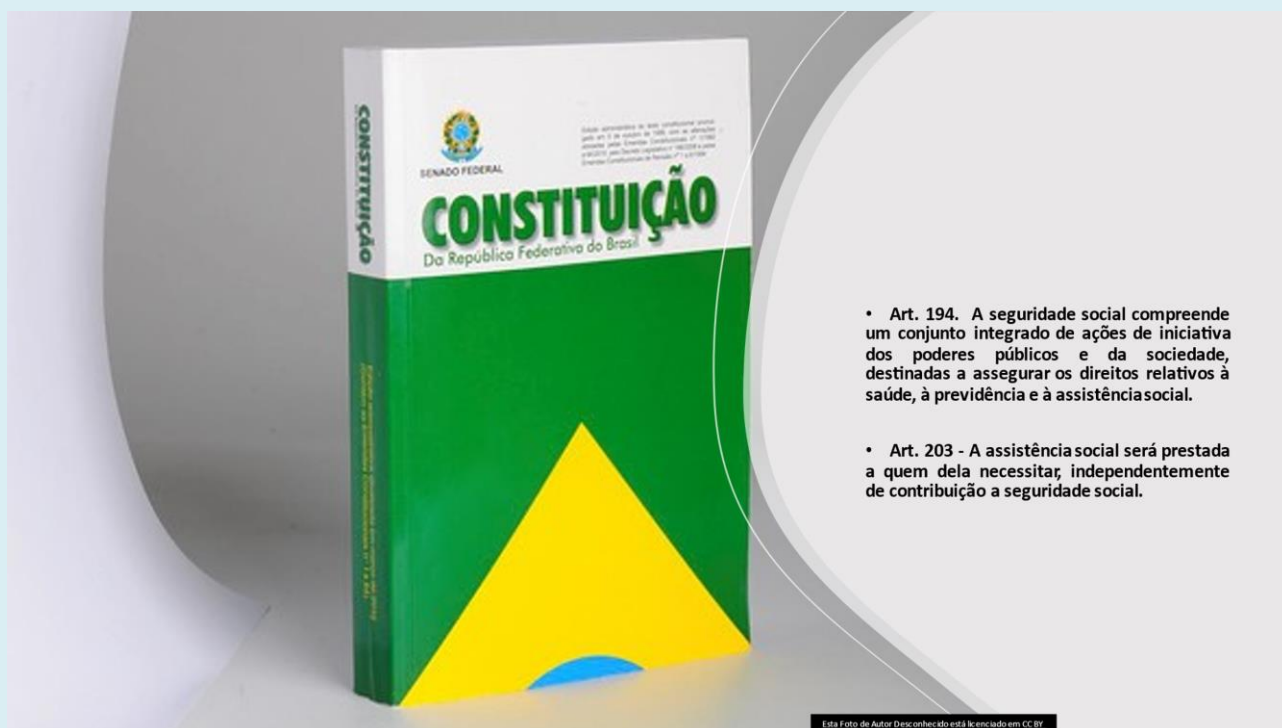 CONSTITUIÇÃO
SENADO FEDERAL
CONSTITUIÇÃO
Da República Federativa do Brasil
• Art. 194. A seguridade social compreende
um conjunto integrado de ações de iniciativa
dos poderes públicos e da sociedade,
destinadas a assegurar os direitos relativos à
saúde, à previdência e à assistência social.
• Art. 203 - A assistência social será prestada
a quem dela necessitar, independentemente
de contribuição a seguridade social.
Esta Foto de Autor Desconhecido está licenciado em CC BY